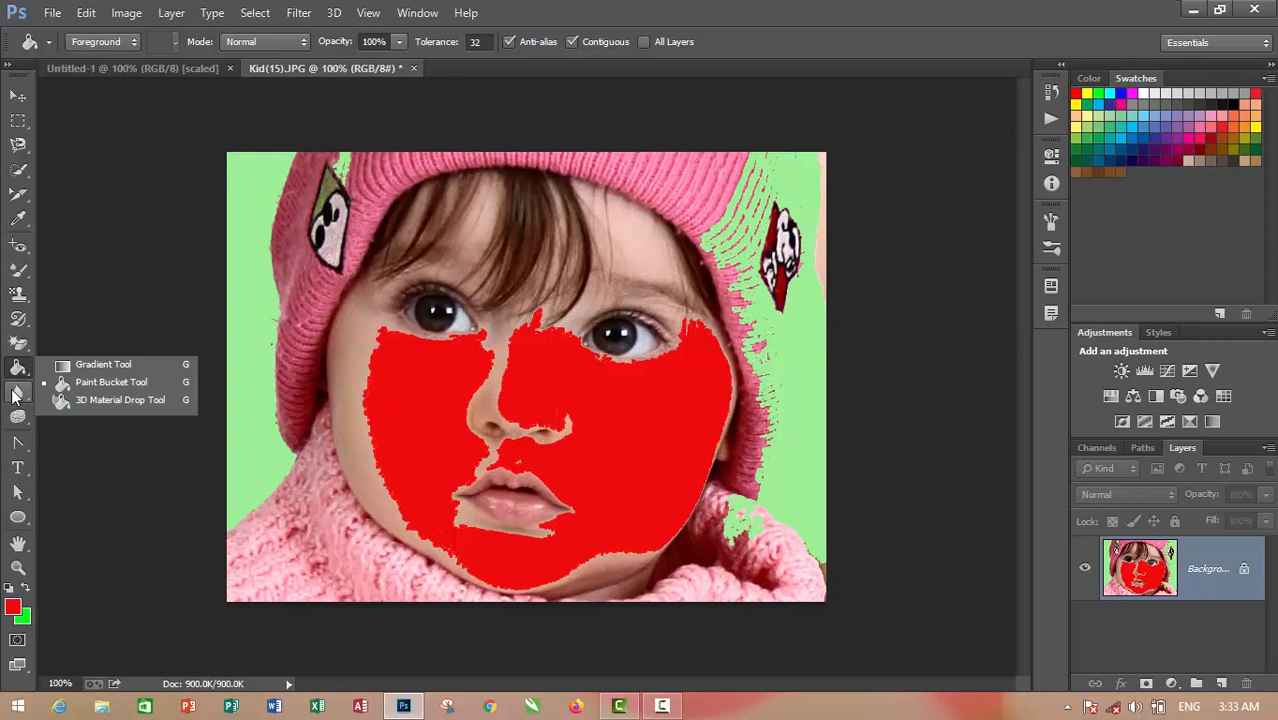 Ps File Edit Image Layer Type Select Filter 3D View Window Help
Foreground Mode: Normal Opacity: 100% Tolerance: 32 Anti-alias Contiguous All Layers Essentials
Untitled-1 @ 100% (RGB/8) [scaled] × Kid(15).JPG @ 100% (RGB/8#) * ×
Color Swatches
Gradient Tool G
Paint Bucket Tool G
3D Material Drop Tool G
Adjustments Styles
Add an adjustment
Channels Paths Layers
Kind
Normal Opacity: 100%
Lock: Fill: 100%
Backgro...
T
100% Doc: 900.0K/900.0K
ENG 3:33 AM